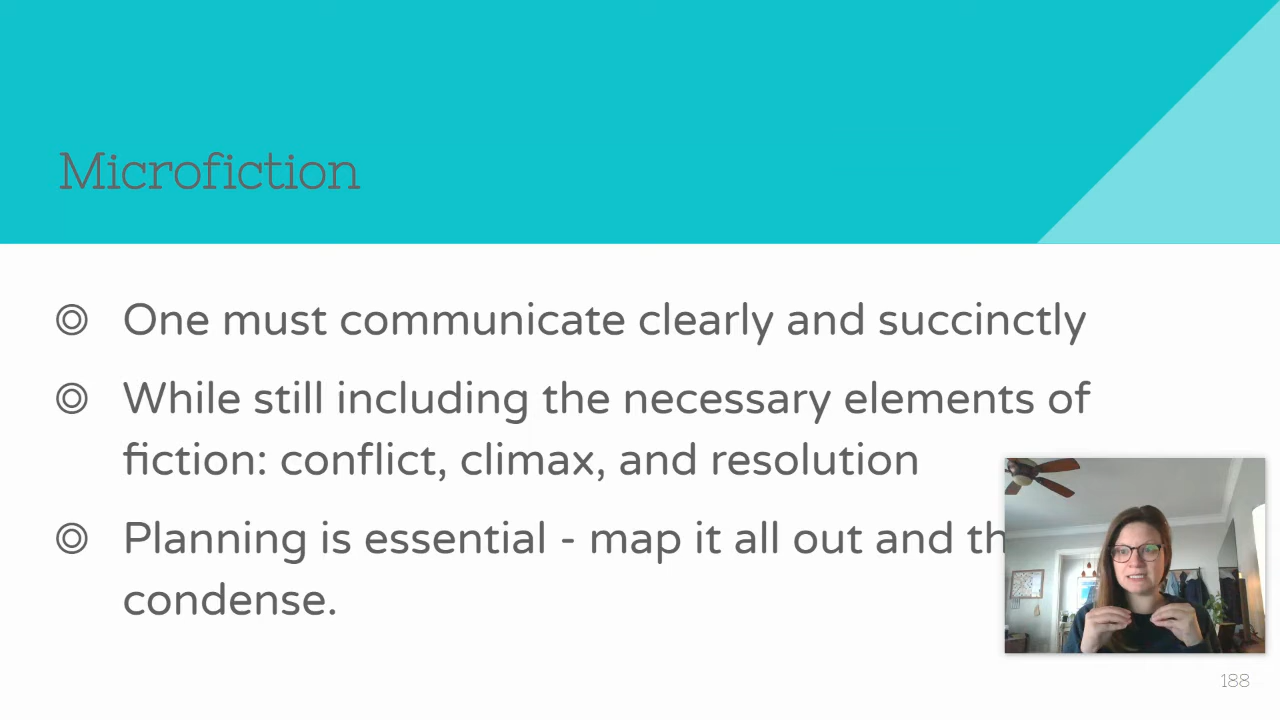 Microfiction
One must communicate clearly and succinctly
While still including the necessary elements of
fiction: conflict, climax, and resolution
Planning is essential - map it all out and
condense.
188